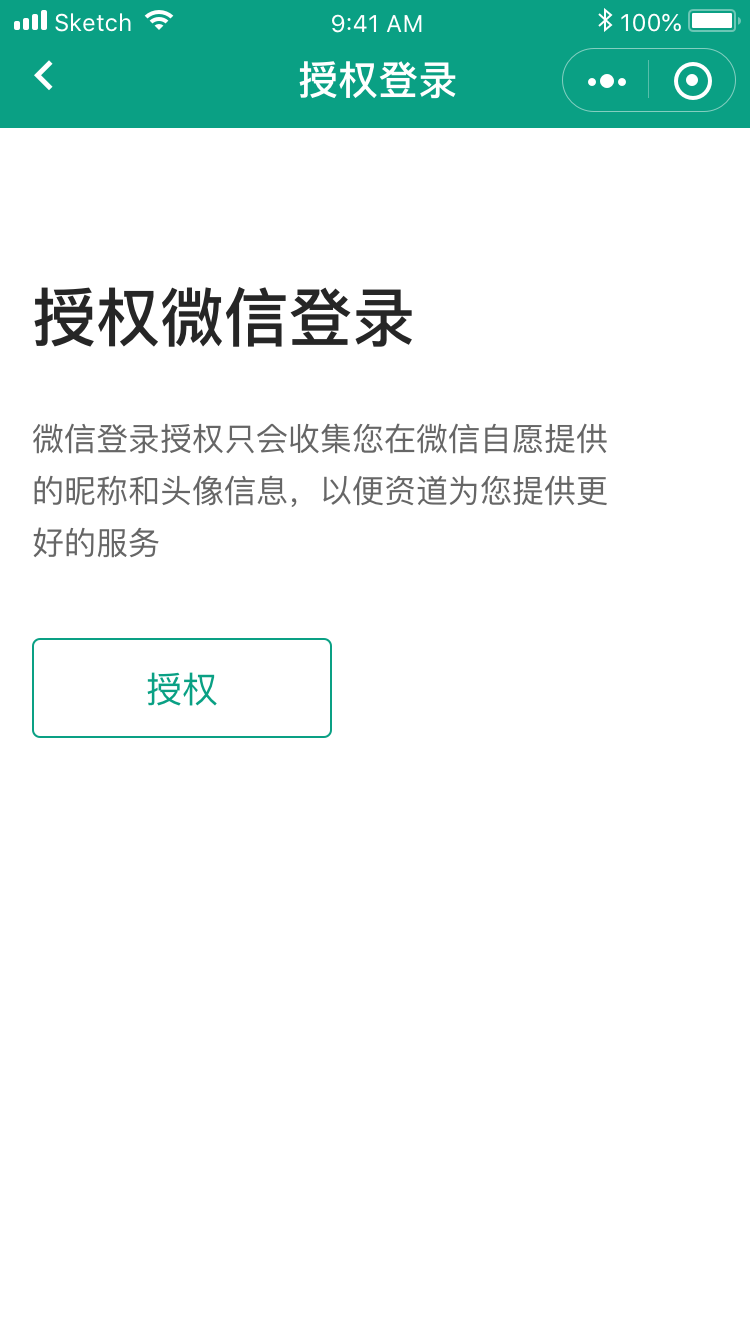 Sketch 9:41 AM 100%
授权登录
授权微信登录
微信登录授权只会收集您在微信自愿提供
的昵称和头像信息，以便资道为您提供更
好的服务
授权